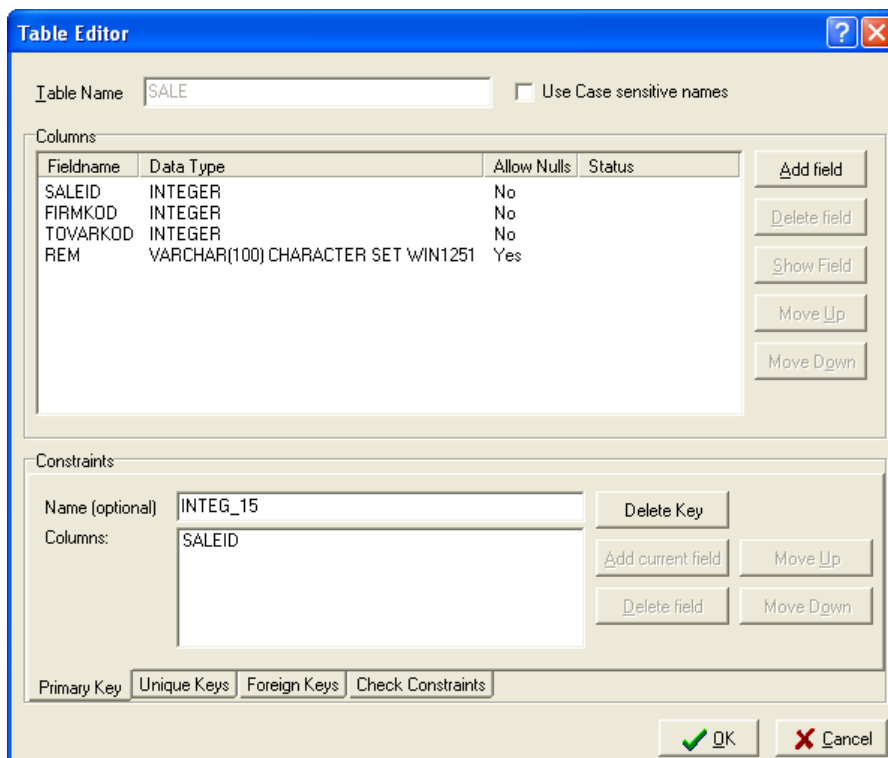 Table Editor
Table Name SALE Use Case sensitive names
Columns
Fieldname Data Type Allow Nulls Status
SALEID INTEGER No
FIRMKOD INTEGER No
TOVARKOD INTEGER No
REM VARCHAR(100) CHARACTER SET WIN1251 Yes
Add field
Delete field
Show Field
Move Up
Move Down
Constraints
Name (optional) INTEG_15 Delete Key
Columns: SALEID
Add current field Move Up
Delete field Move Down
Primary Key Unique Keys Foreign Keys Check Constraints
OK Cancel